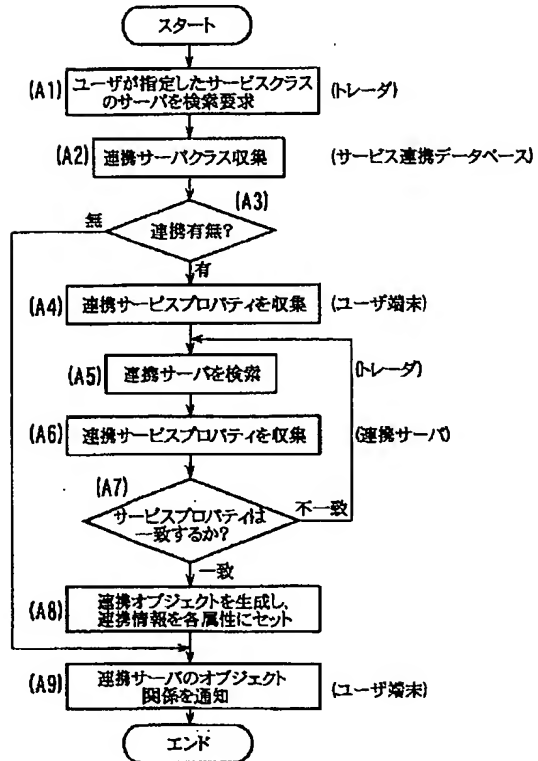 スタート
(A1) ユーザが指定したサービスクラス (トレーダ)
のサーバを検索要求
(A2) 連携サーバクラス収集 (サービス連携データベース)
(A3)
無 連携有無?
有
(A4) 連携サービスプロパティを収集 (ユーザ端末)
(A5) 連携サーバを検索 (トレーダ)
(A6) 連携サービスプロパティを収集 (連携サーバ)
(A7)
サービスプロパティは 不一致
一致するか?
一致
(A8) 連携オブジェクトを生成し、
連携情報を各属性にセット
(A9) 連携サーバのオブジェクト (ユーザ端末)
関係を通知
エンド